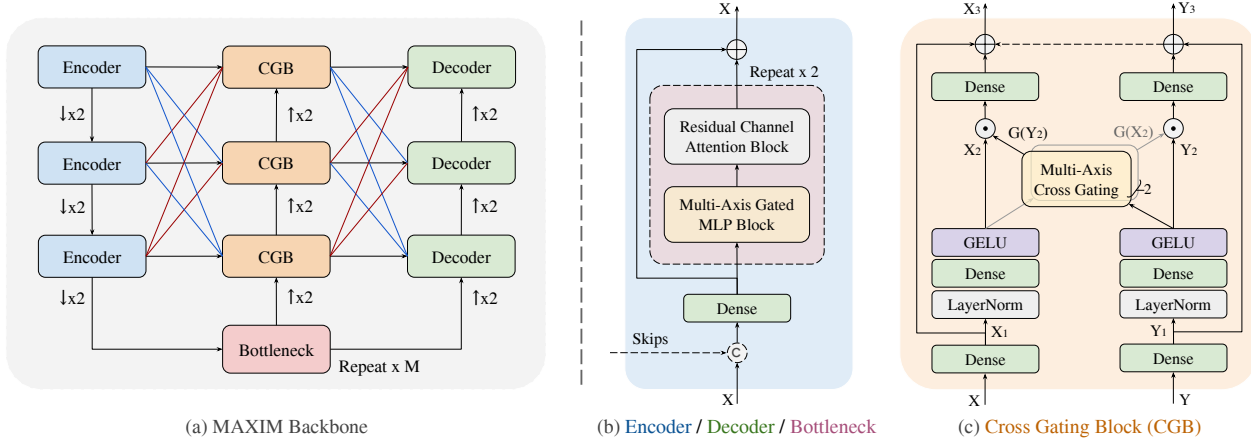 Encoder
CGB
Decoder
↓x2
↑x2
↑x2
Encoder
CGB
Decoder
↓x2
↑x2
↑x2
Encoder
CGB
Decoder
↓x2
↑x2
↑x2
Bottleneck
Repeat x M
(a) MAXIM Backbone
X
Repeat x 2
Residual Channel
Attention Block
Multi-Axis Gated
MLP Block
Dense
Skips
C
X
(b) Encoder / Decoder / Bottleneck
X3
Y3
Dense
Dense
G(Y2)
G(X2)
X2
Y2
Multi-Axis
Cross Gating
2
GELU
GELU
Dense
Dense
LayerNorm
LayerNorm
X1
Y1
Dense
Dense
X
Y
(c) Cross Gating Block (CGB)